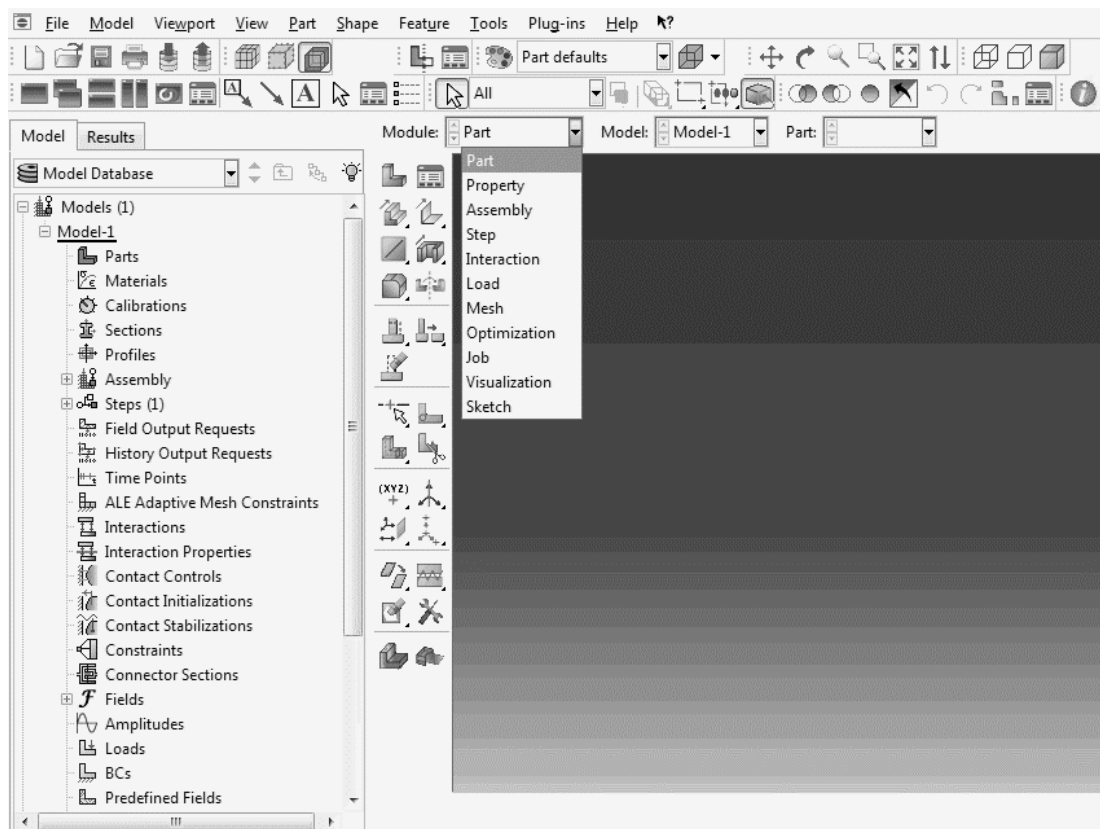 File Model Viewport View Part Shape Feature Tools Plug-ins Help
Part defaults
A A All
Model Results
Module: Part Model: Model-1 Part:
Model Database
Part
Property
Assembly
Step
Interaction
Load
Mesh
Optimization
Job
Visualization
Sketch
Models (1)
Model-1
Parts
Materials
Calibrations
Sections
Profiles
Assembly
Steps (1)
Field Output Requests
History Output Requests
Time Points
ALE Adaptive Mesh Constraints
Interactions
Interaction Properties
Contact Controls
Contact Initializations
Contact Stabilizations
Constraints
Connector Sections
Fields
Amplitudes
Loads
BCs
Predefined Fields
(XYZ)